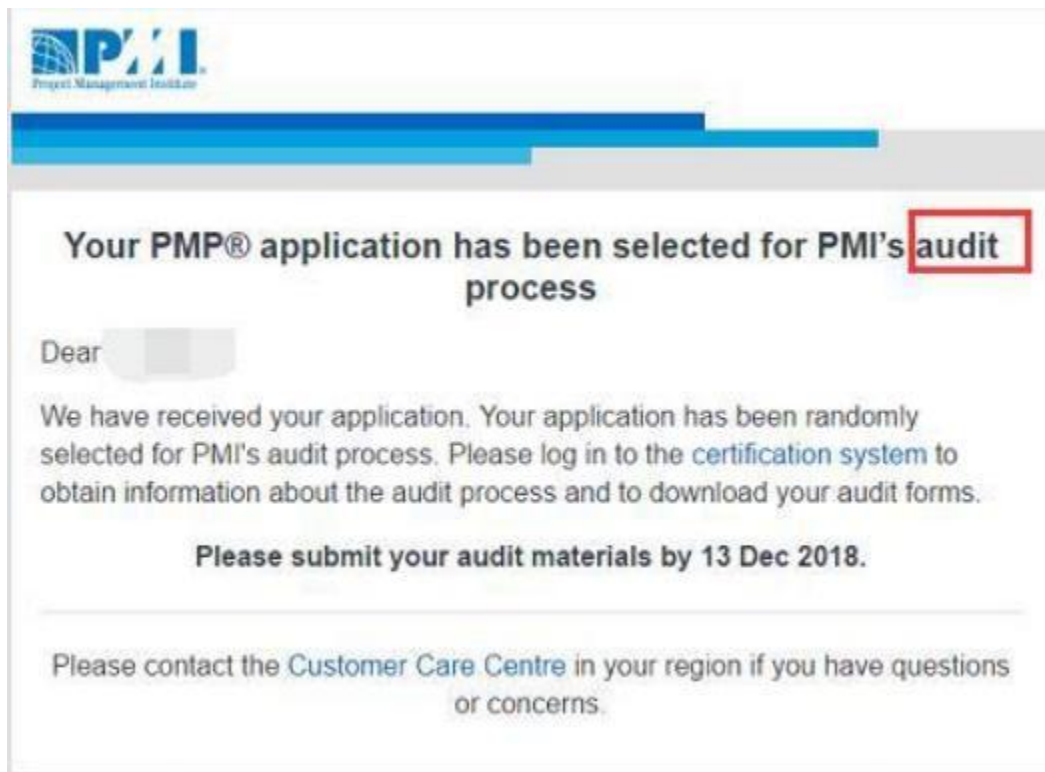 PMI
Project Management Institute
Your PMP® application has been selected for PMI's audit
process
Dear
We have received your application. Your application has been randomly
selected for PMI's audit process. Please log in to the certification system to
obtain information about the audit process and to download your audit forms.
Please submit your audit materials by 13 Dec 2018.
Please contact the Customer Care Centre in your region if you have questions
or concerns.